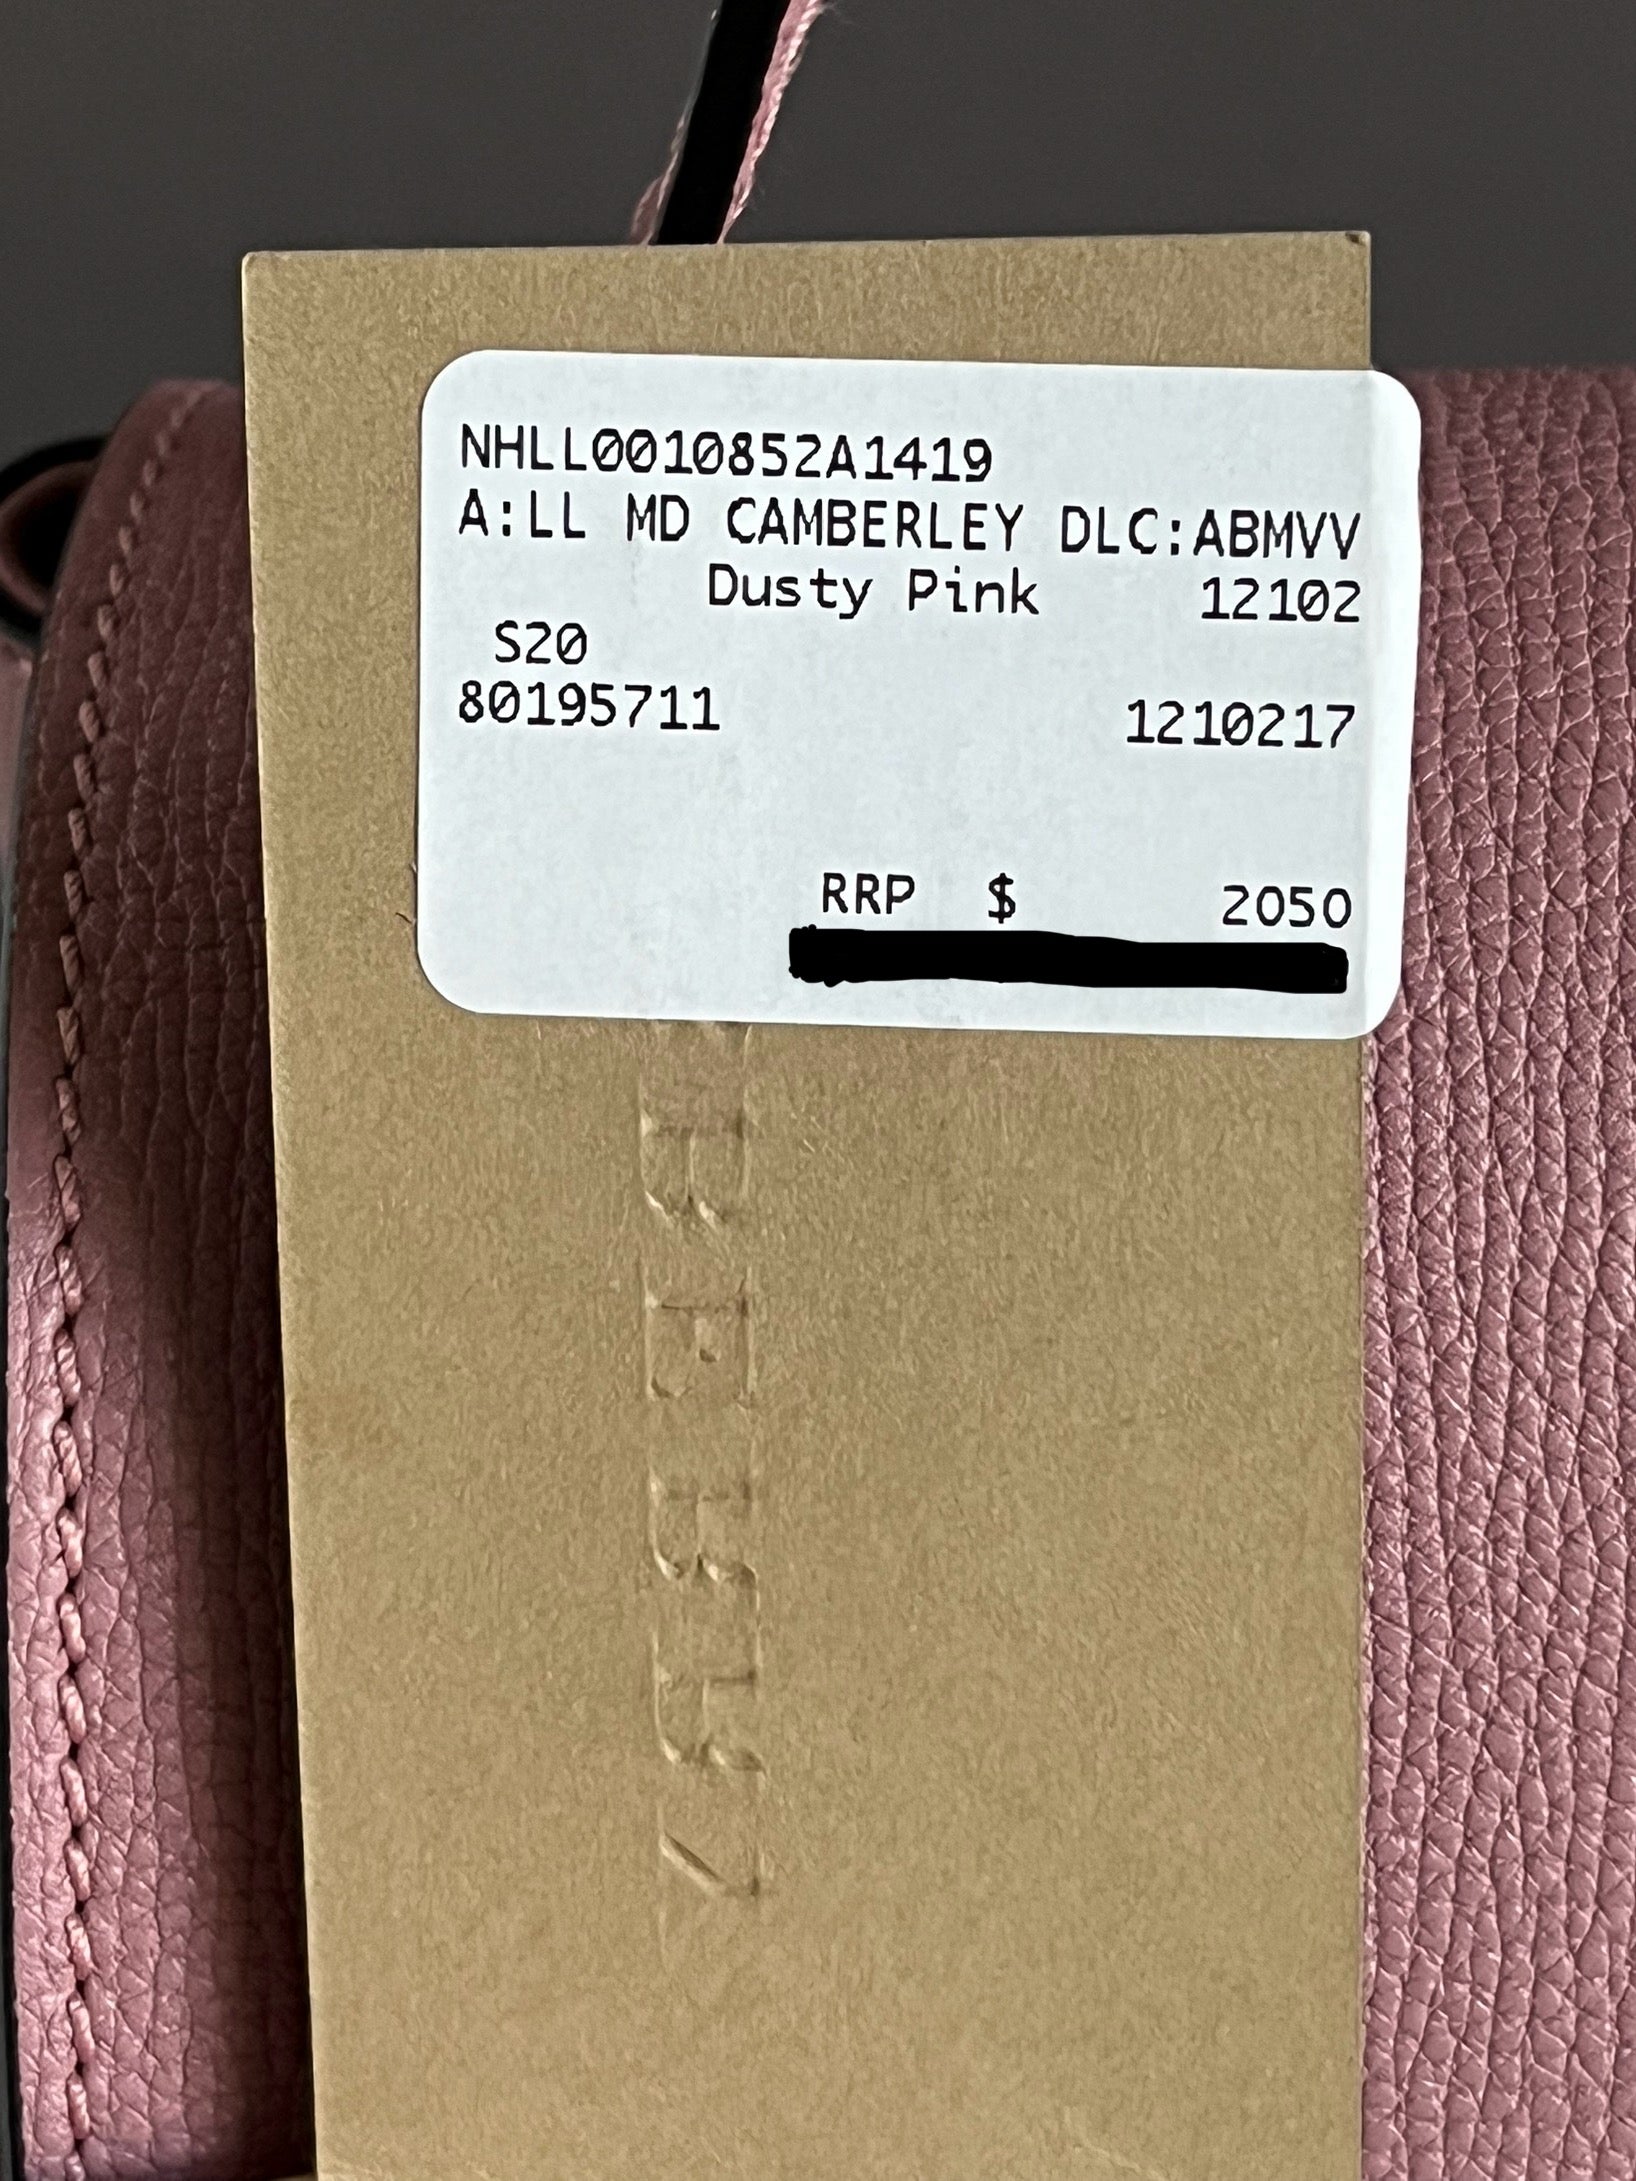 NHLL0010852A1419
A:LL MD CAMBERLEY DLC:ABMVV
Dusty Pink 12102
S20
80195711 1210217
RRP $ 2050